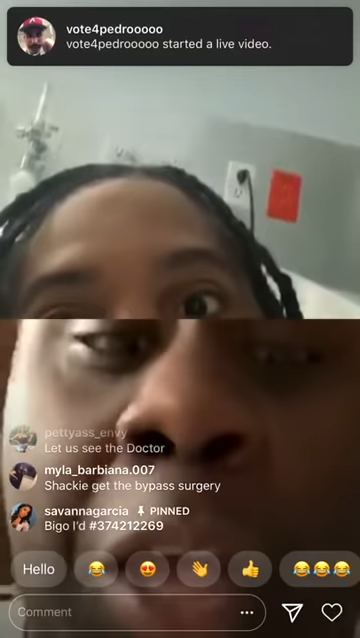 vote4pedrooooo
vote4pedrooooo started a live video.
pettyass_envy
Let us see the Doctor
myla_barbiana.007
Shackie get the bypass surgery
savannagarcia PINNED
Bigo I'd #374212269
Hello
Comment